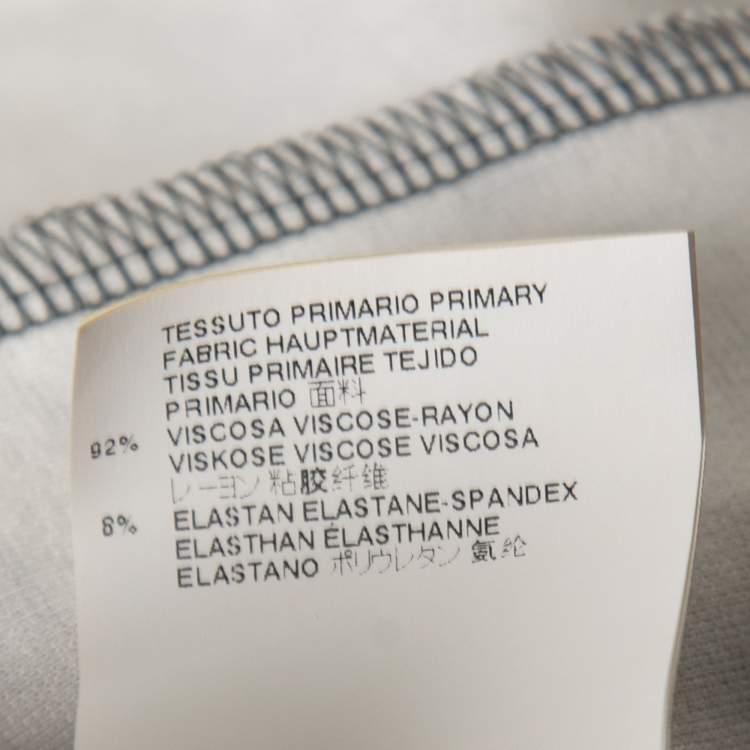 TESSUTO PRIMARIO PRIMARY
FABRIC HAUPTMATERIAL
TISSU PRIMAIRE TEJIDO
PRIMARIO 面料
92% VISCOSA VISCOSE-RAYON
VISKOSE VISCOSE VISCOSA
レーヨン 粘胶纤维
8% ELASTAN ELASTANE-SPANDEX
ELASTHAN ÉLASTHANNE
ELASTANO ポリウレタン 氨纶